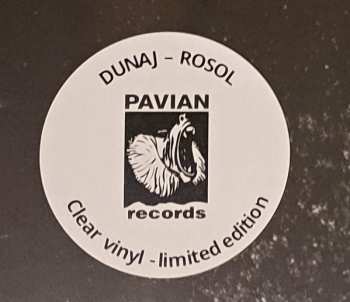 DUNAJ – ROSOL
PAVIAN
records
Clear vinyl - limited edition